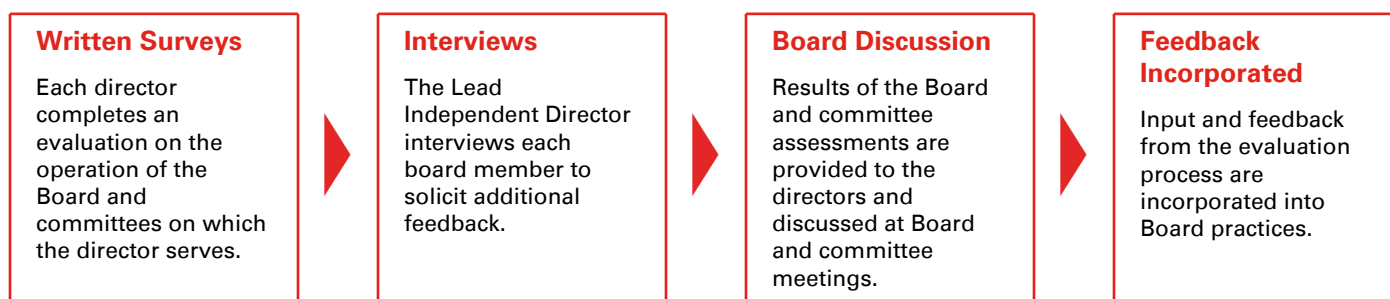 Written Surveys
Each director
completes an
evaluation on the
operation of the
Board and
committees on which
the director serves.
Interviews
The Lead
Independent Director
interviews each
board member to
solicit additional
feedback.
Board Discussion
Results of the Board
and committee
assessments are
provided to the
directors and
discussed at Board
and committee
meetings.
Feedback
Incorporated
Input and feedback
from the evaluation
process are
incorporated into
Board practices.